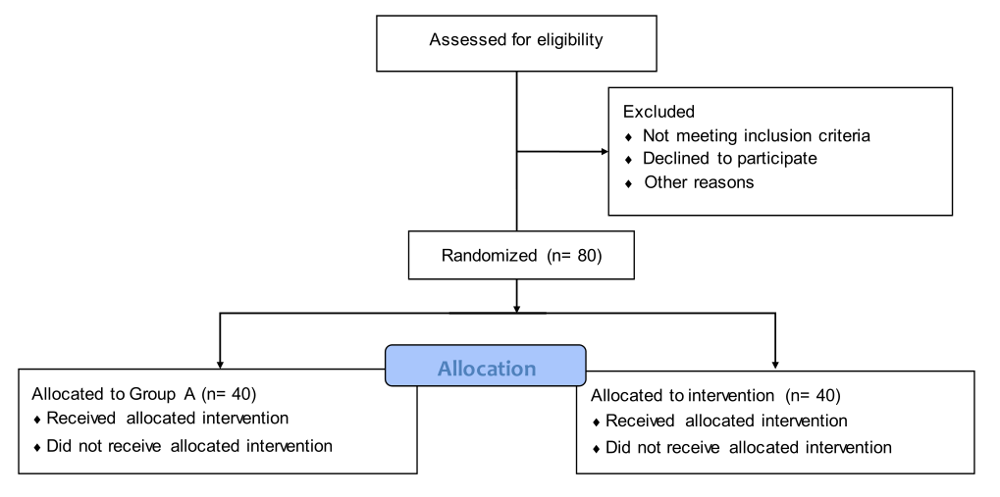 Assessed for eligibility
Excluded
♦ Not meeting inclusion criteria
♦ Declined to participate
♦ Other reasons
Randomized (n= 80)
Allocation
Allocated to Group A (n= 40)
♦ Received allocated intervention
♦ Did not receive allocated intervention
Allocated to intervention (n= 40)
♦ Received allocated intervention
♦ Did not receive allocated intervention